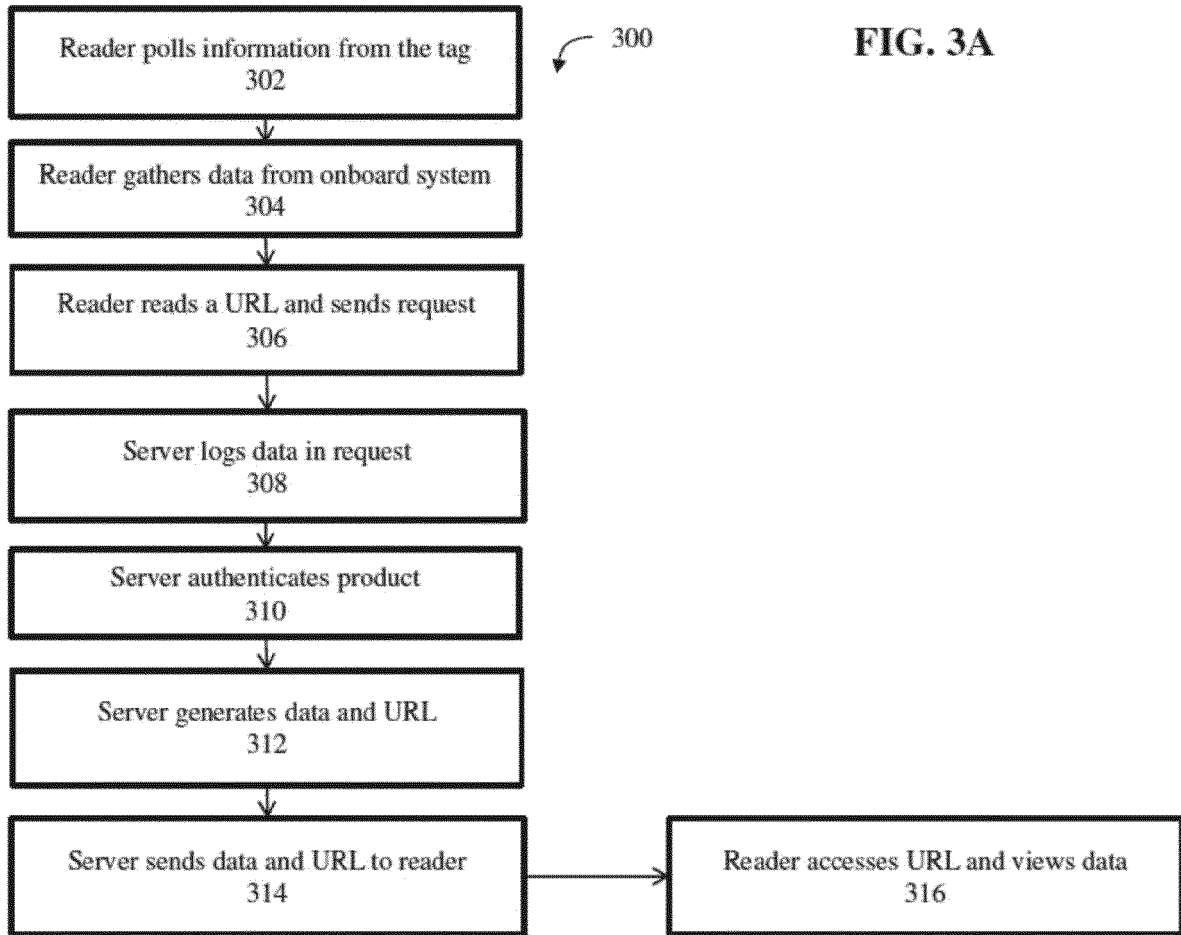 Reader polls information from the tag
302
300
FIG. 3A
Reader gathers data from onboard system
304
Reader reads a URL and sends request
306
Server logs data in request
308
Server authenticates product
310
Server generates data and URL
312
Server sends data and URL to reader
314
Reader accesses URL and views data
316